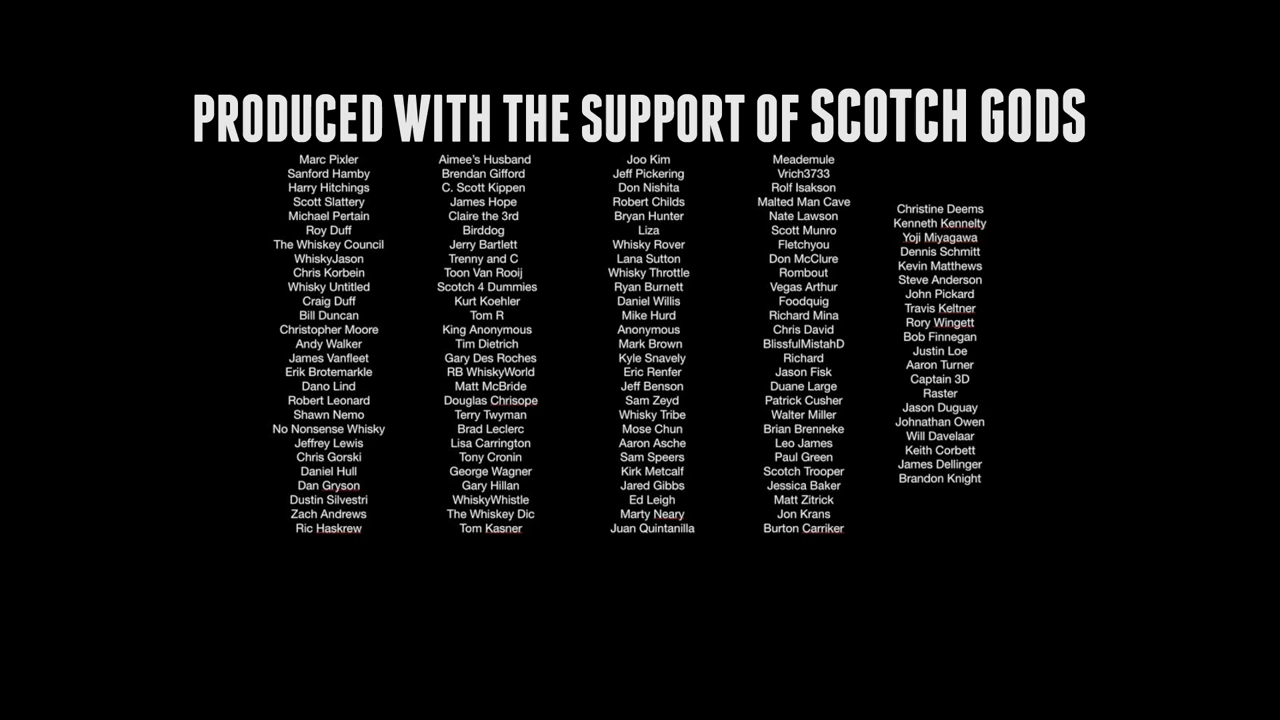 PRODUCED WITH THE SUPPORT OF SCOTCH GODS
Marc Pixler
Sanford Hamby
Harry Hitchings
Scott Slattery
Michael Pertain
Roy Duff
The Whiskey Council
WhiskyJason
Chris Korbein
Whisky Untitled
Craig Duff
Bill Duncan
Christopher Moore
Andy Walker
James Vanfleet
Erik Brotemarkle
Dano Lind
Robert Leonard
Shawn Nemo
No Nonsense Whisky
Jeffrey Lewis
Chris Gorski
Daniel Hull
Dan Gryson
Dustin Silvestri
Zach Andrews
Ric Haskrew
Aimee's Husband
Brendan Gifford
C. Scott Kippen
James Hope
Claire the 3rd
Birddog
Jerry Bartlett
Trenny and C
Toon Van Rooij
Scotch 4 Dummies
Kurt Koehler
Tom R
King Anonymous
Tim Dietrich
Gary Des Roches
RB WhiskyWorld
Matt McBride
Douglas Chrisope
Terry Twyman
Brad Leclerc
Lisa Carrington
Tony Cronin
George Wagner
Gary Hillan
WhiskyWhistle
The Whiskey Dic
Tom Kasner
Joo Kim
Jeff Pickering
Don Nishita
Robert Childs
Bryan Hunter
Liza
Whisky Rover
Lana Sutton
Whisky Throttle
Ryan Burnett
Daniel Willis
Mike Hurd
Anonymous
Mark Brown
Kyle Snavely
Eric Renfer
Jeff Benson
Sam Zeyd
Whisky Tribe
Mose Chun
Aaron Asche
Sam Speers
Kirk Metcalf
Jared Gibbs
Ed Leigh
Marty Neary
Juan Quintanilla
Meademule
Vrich3733
Rolf Isakson
Malted Man Cave
Nate Lawson
Scott Munro
Fletchyou
Don McClure
Rombout
Vegas Arthur
Foodquig
Richard Mina
Chris David
BlissfulMistahD
Richard
Jason Fisk
Duane Large
Patrick Cusher
Walter Miller
Brian Brenneke
Leo James
Paul Green
Scotch Trooper
Jessica Baker
Matt Zitrick
Jon Krans
Burton Carriker
Christine Deems
Kenneth Kennelty
Yoji Miyagawa
Dennis Schmitt
Kevin Matthews
Steve Anderson
John Pickard
Travis Keltner
Rory Wingett
Bob Finnegan
Justin Loe
Aaron Turner
Captain 3D
Raster
Jason Duguay
Johnathan Owen
Will Davelaar
Keith Corbett
James Dellinger
Brandon Knight